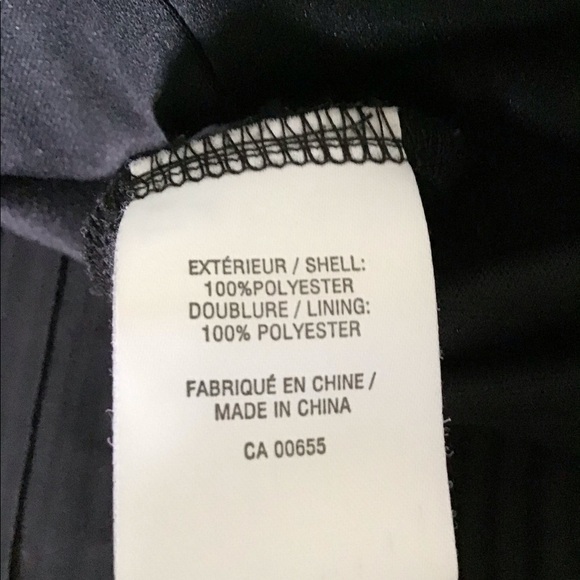 EXTÉRIEUR / SHELL:
100%POLYESTER
DOUBLURE / LINING:
100% POLYESTER
FABRIQUÉ EN CHINE /
MADE IN CHINA
CA 00655